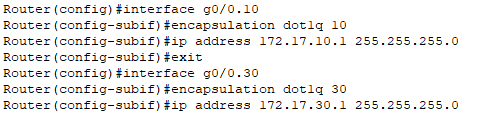 Router(config)#interface g0/0.10
Router(config-subif)#encapsulation dot1q 10
Router(config-subif)#ip address 172.17.10.1 255.255.255.0
Router(config-subif)#exit
Router(config)#interface g0/0.30
Router(config-subif)#encapsulation dot1q 30
Router(config-subif)#ip address 172.17.30.1 255.255.255.0